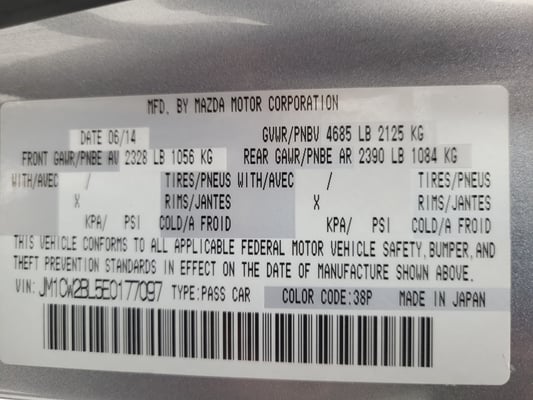 MFD. BY MAZDA MOTOR CORPORATION
DATE 06/14 GVWR/PNBV 4685 LB 2125 KG
FRONT GAWR/PNBE AV 2328 LB 1056 KG REAR GAWR/PNBE AR 2390 LB 1084 KG
WITH/AVEC / TIRES/PNEUS WITH/AVEC / TIRES/PNEUS
X RIMS/JANTES X RIMS/JANTES
KPA/ PSI COLD/A FROID KPA/ PSI COLD/A FROID
THIS VEHICLE CONFORMS TO ALL APPLICABLE FEDERAL MOTOR VEHICLE SAFETY, BUMPER, AND
THEFT PREVENTION STANDARDS IN EFFECT ON THE DATE OF MANUFACTURE SHOWN ABOVE.
VIN: JM1CW2BL5E0177097 TYPE:PASS CAR COLOR CODE:38P MADE IN JAPAN